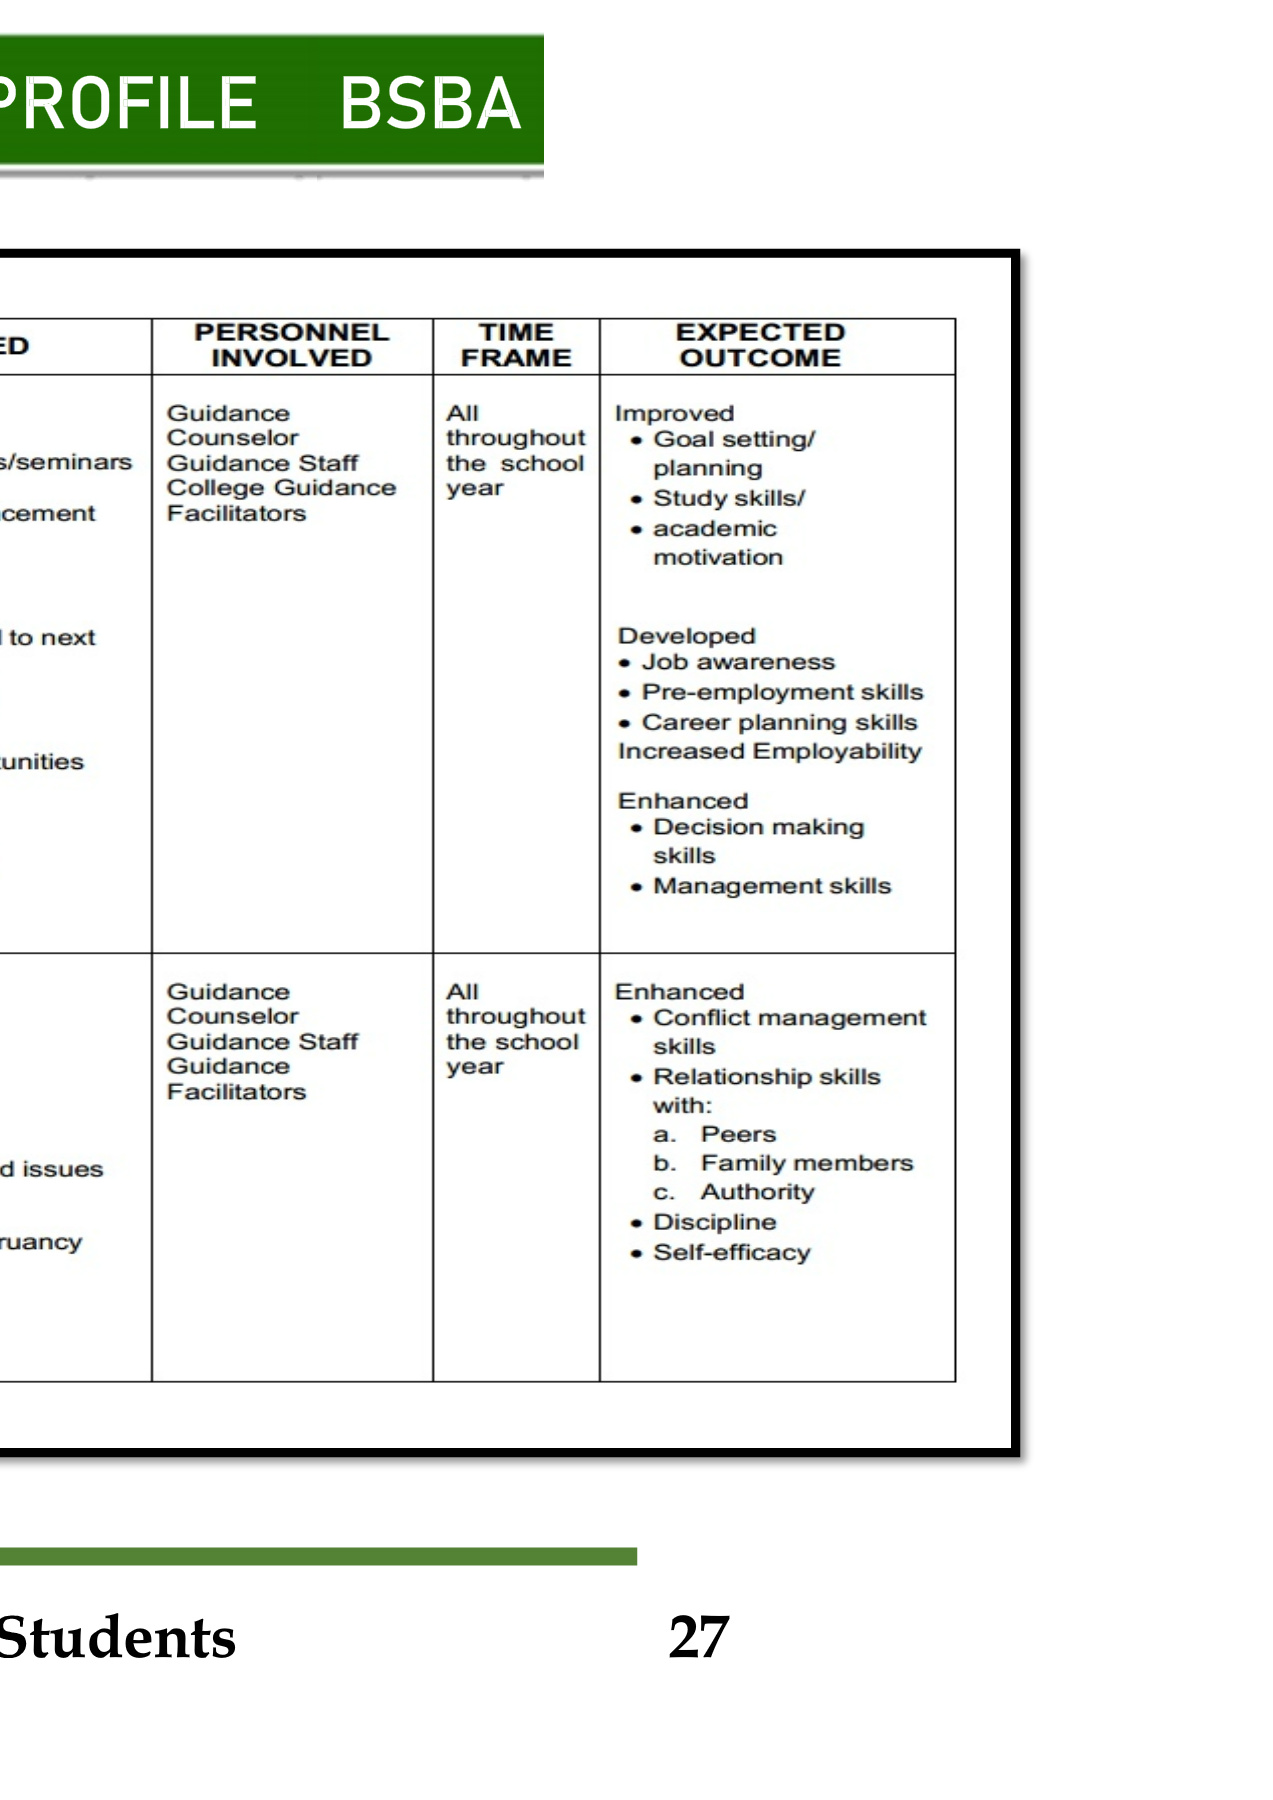 PROFILE BSBA
ED
PERSONNEL
INVOLVED
TIME
FRAME
EXPECTED
OUTCOME
s/seminars
cement
l to next
tunities
Guidance
Counselor
Guidance Staff
College Guidance
Facilitators
All
throughout
the school
year
Improved
• Goal setting/
planning
• Study skills/
• academic
motivation
Developed
• Job awareness
• Pre-employment skills
• Career planning skills
Increased Employability
Enhanced
• Decision making
skills
• Management skills
d issues
ruancy
Guidance
Counselor
Guidance Staff
Guidance
Facilitators
All
throughout
the school
year
Enhanced
• Conflict management
skills
• Relationship skills
with:
a. Peers
b. Family members
c. Authority
• Discipline
• Self-efficacy
Students 27